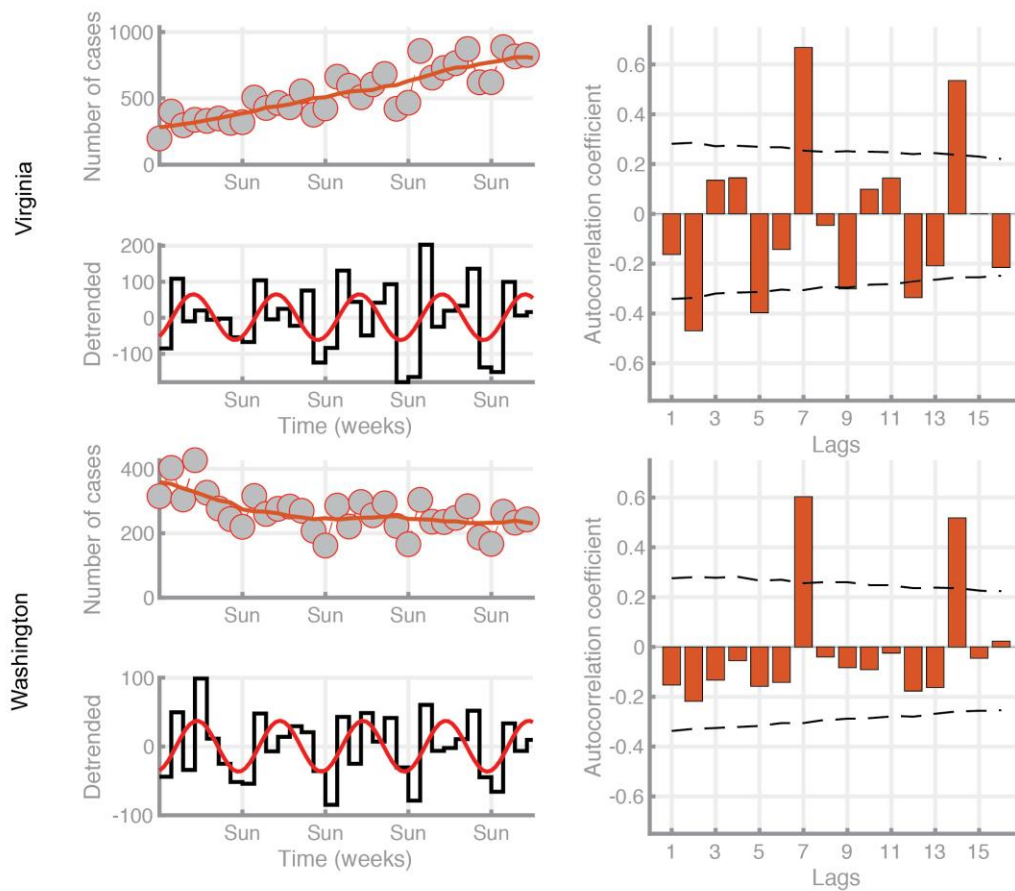 Virginia
Number of cases
1000
500
0
Sun Sun Sun Sun
Detrended
200
100
0
-100
Sun Sun Sun Sun
Time (weeks)
Autocorrelation coefficient
0.6
0.4
0.2
0
-0.2
-0.4
-0.6
1 3 5 7 9 11 13 15
Lags
Washington
Number of cases
400
200
0
Sun Sun Sun Sun
Detrended
100
0
-100
Sun Sun Sun Sun
Time (weeks)
Autocorrelation coefficient
0.6
0.4
0.2
0
-0.2
-0.4
-0.6
1 3 5 7 9 11 13 15
Lags